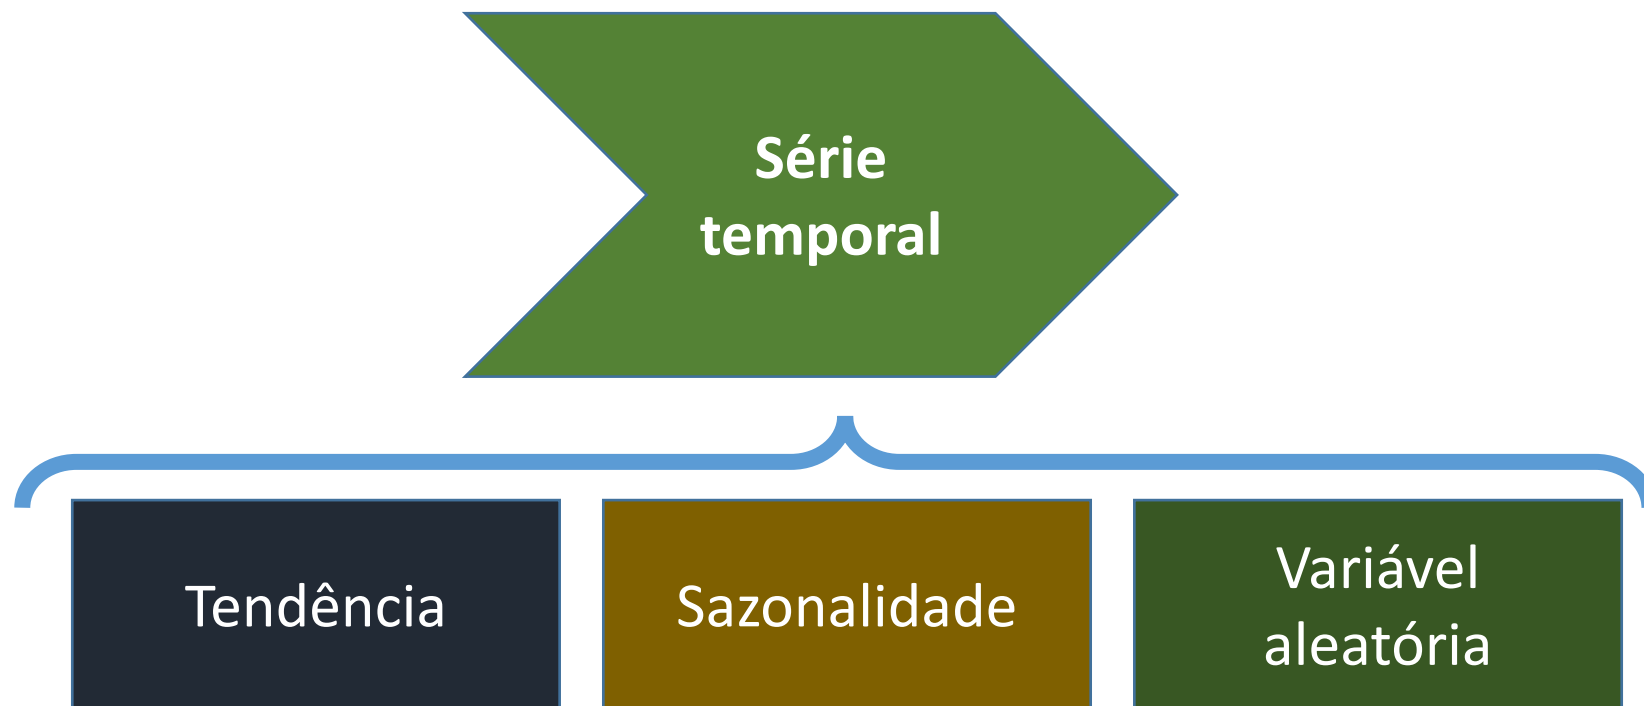 Série
temporal
Tendência
Sazonalidade
Variável
aleatória